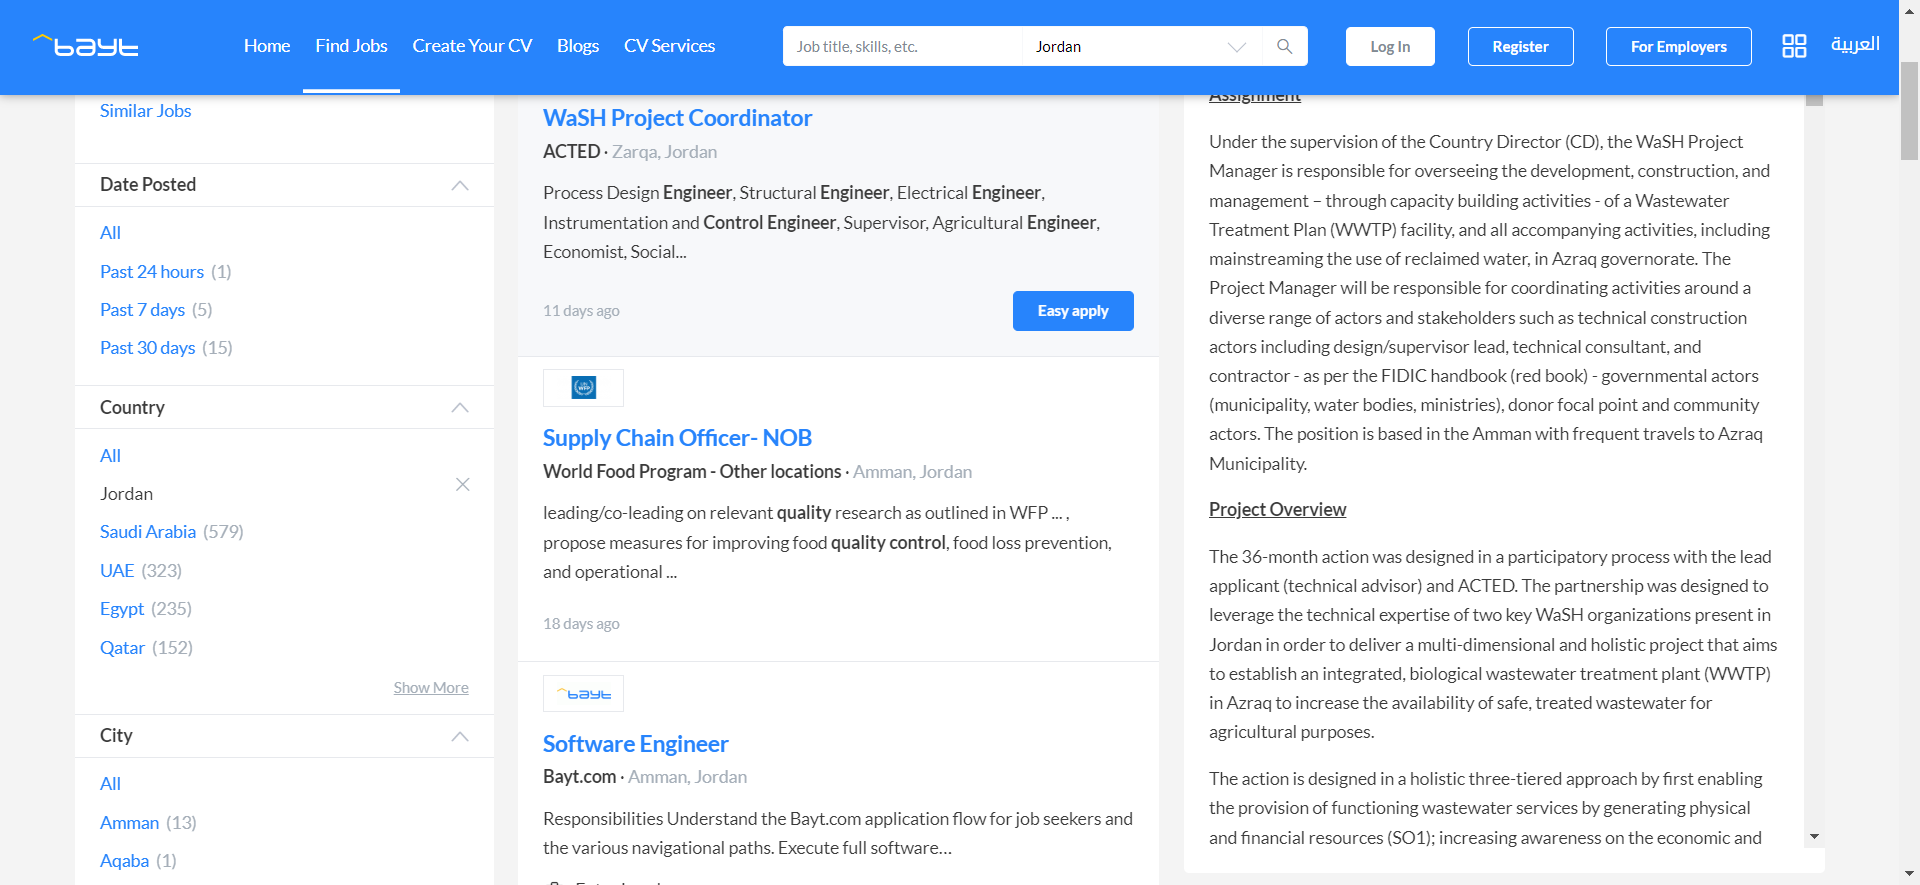 bayt
Home
Find Jobs
Create Your CV
Blogs
CV Services
Job title, skills, etc.
Jordan
Log In
Register
For Employers
العربية
Similar Jobs
Date Posted
All
Past 24 hours (1)
Past 7 days (5)
Past 30 days (15)
Country
All
Jordan
Saudi Arabia (579)
UAE (323)
Egypt (235)
Qatar (152)
Show More
City
All
Amman (13)
Aqaba (1)
WaSH Project Coordinator
ACTED · Zarqa, Jordan
Process Design Engineer, Structural Engineer, Electrical Engineer,
Instrumentation and Control Engineer, Supervisor, Agricultural Engineer,
Economist, Social...
11 days ago
Easy apply
WFP
Supply Chain Officer- NOB
World Food Program - Other locations · Amman, Jordan
leading/co-leading on relevant quality research as outlined in WFP ... ,
propose measures for improving food quality control, food loss prevention,
and operational ...
18 days ago
bayt
Software Engineer
Bayt.com · Amman, Jordan
Responsibilities Understand the Bayt.com application flow for job seekers and
the various navigational paths. Execute full software…
Assignment
Under the supervision of the Country Director (CD), the WaSH Project
Manager is responsible for overseeing the development, construction, and
management – through capacity building activities - of a Wastewater
Treatment Plan (WWTP) facility, and all accompanying activities, including
mainstreaming the use of reclaimed water, in Azraq governorate. The
Project Manager will be responsible for coordinating activities around a
diverse range of actors and stakeholders such as technical construction
actors including design/supervisor lead, technical consultant, and
contractor - as per the FIDIC handbook (red book) - governmental actors
(municipality, water bodies, ministries), donor focal point and community
actors. The position is based in the Amman with frequent travels to Azraq
Municipality.
Project Overview
The 36-month action was designed in a participatory process with the lead
applicant (technical advisor) and ACTED. The partnership was designed to
leverage the technical expertise of two key WaSH organizations present in
Jordan in order to deliver a multi-dimensional and holistic project that aims
to establish an integrated, biological wastewater treatment plant (WWTP)
in Azraq to increase the availability of safe, treated wastewater for
agricultural purposes.
The action is designed in a holistic three-tiered approach by first enabling
the provision of functioning wastewater services by generating physical
and financial resources (SO1); increasing awareness on the economic and